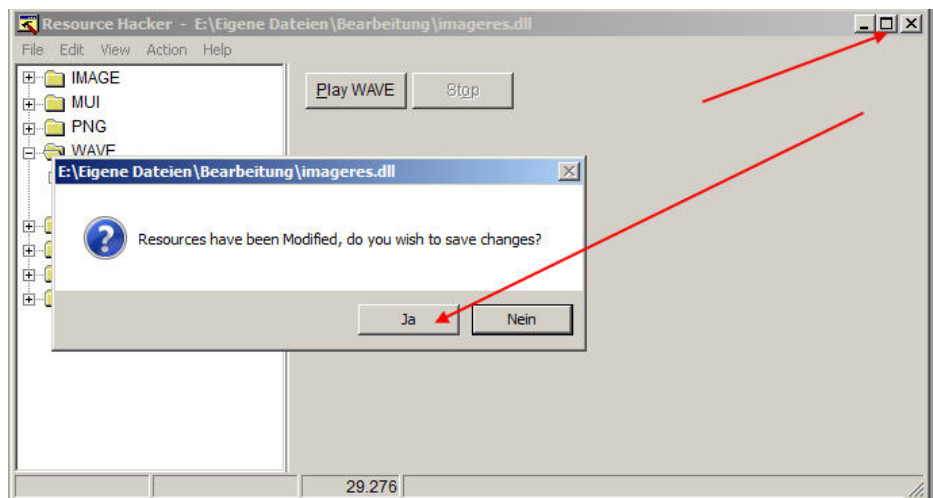 Resource Hacker - E:\Eigene Dateien\Bearbeitung\imageres.dll
File Edit View Action Help
IMAGE
MUI
PNG
WAVE
Play WAVE
Stop
E:\Eigene Dateien\Bearbeitung\imageres.dll
Resources have been Modified, do you wish to save changes?
Ja
Nein
29.276